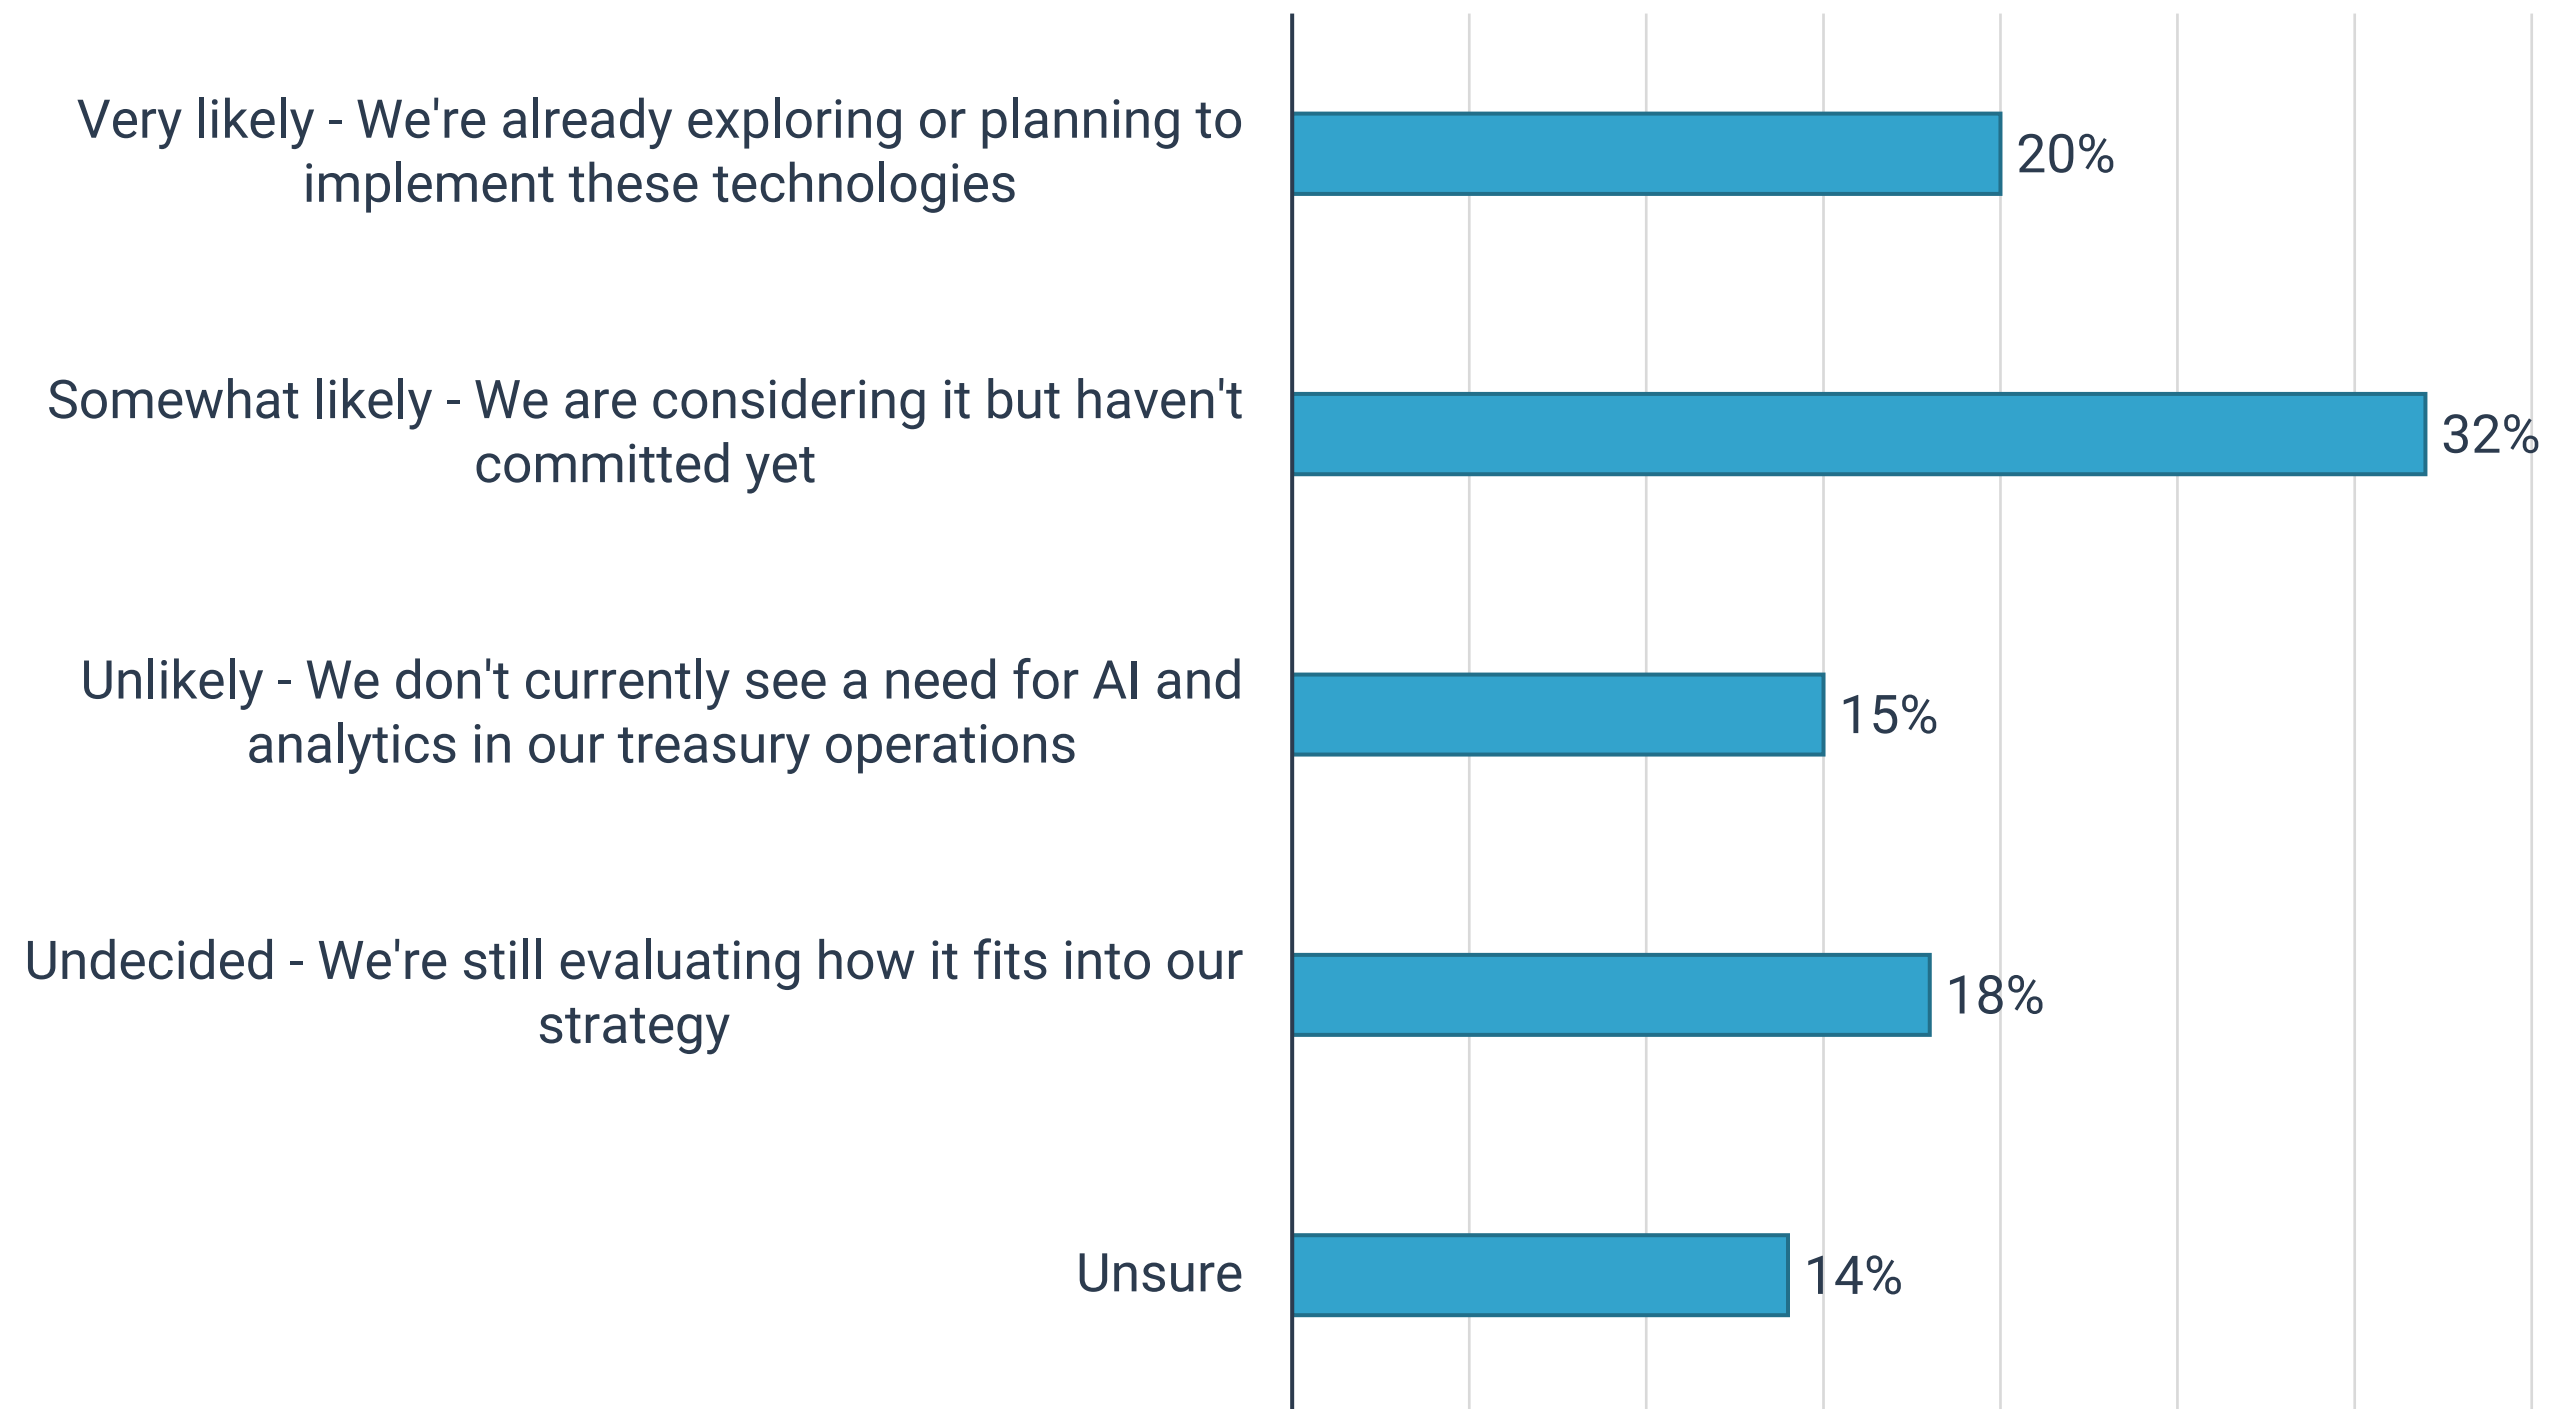 Very likely - We're already exploring or planning to
implement these technologies
20%
Somewhat likely - We are considering it but haven't
committed yet
32%
Unlikely - We don't currently see a need for AI and
analytics in our treasury operations
15%
Undecided - We're still evaluating how it fits into our
strategy
18%
Unsure
14%